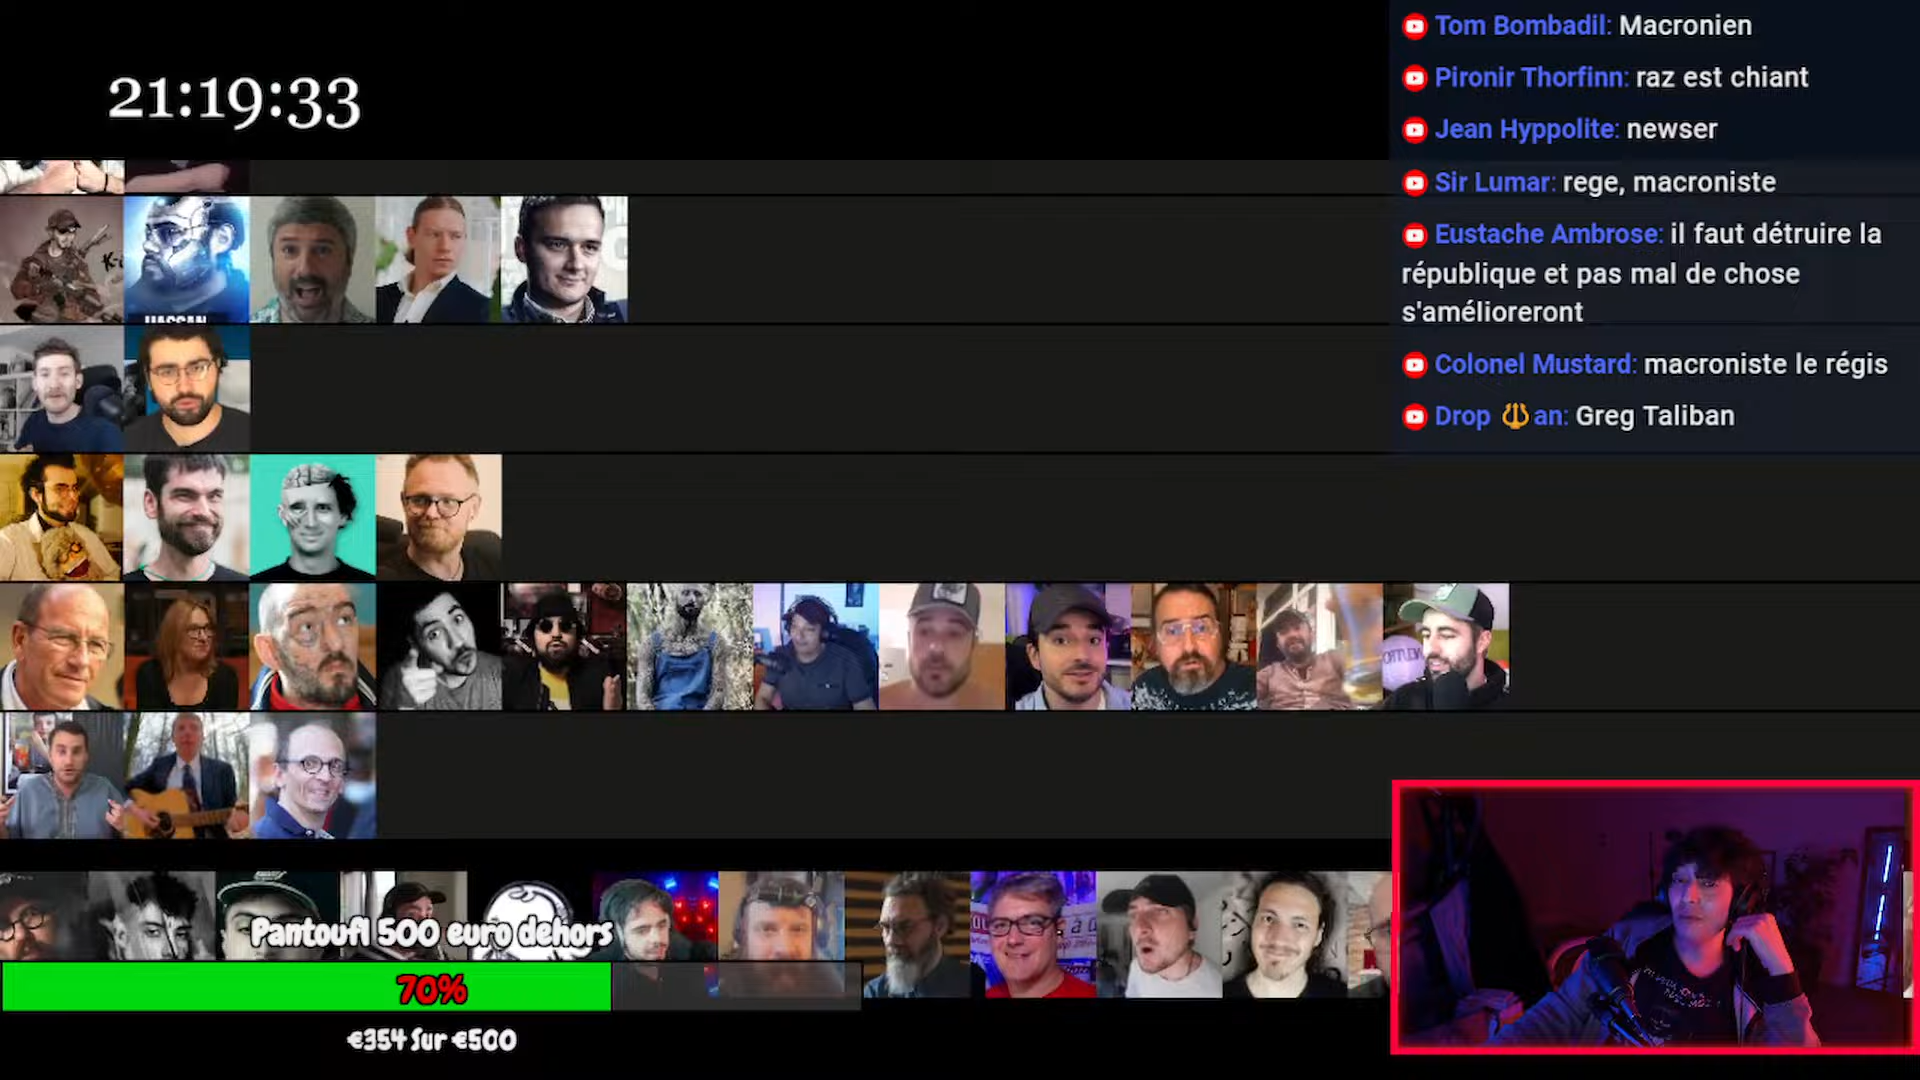 21:19:33
Tom Bombadil: Macronien
Pironir Thorfinn: raz est chiant
Jean Hyppolite: newser
Sir Lumar: rege, macroniste
Eustache Ambrose: il faut détruire la
république et pas mal de chose
s'amélioreront
Colonel Mustard: macroniste le régis
Drop an: Greg Taliban
HASSAN
Pantoufl 500 euro dehors
70%
€354 Sur €500